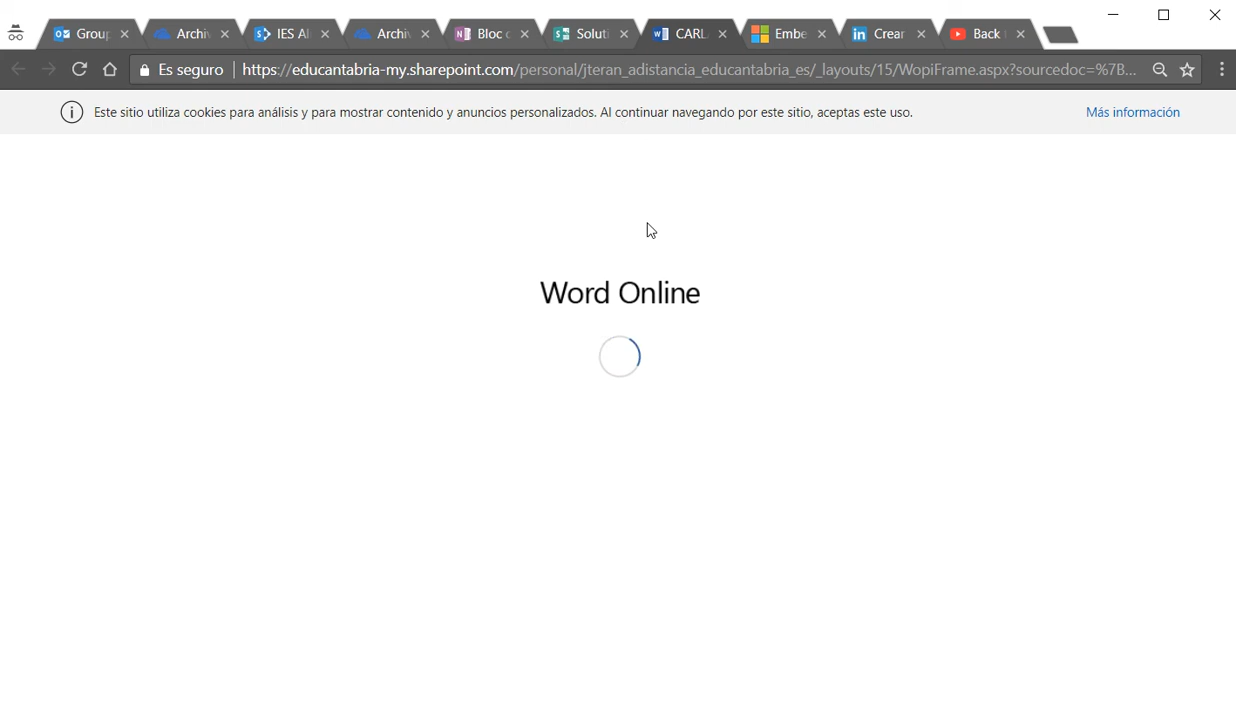 Group
Archiv
IES Al
Archiv
Bloc
Soluti
CARL
Embe
Crear
Back
Es seguro
https://educantabria-my.sharepoint.com/personal/jteran_adistancia_educantabria_es/_layouts/15/WopiFrame.aspx?sourcedoc=%7B...
Este sitio utiliza cookies para análisis y para mostrar contenido y anuncios personalizados. Al continuar navegando por este sitio, aceptas este uso.
Más información
Word Online